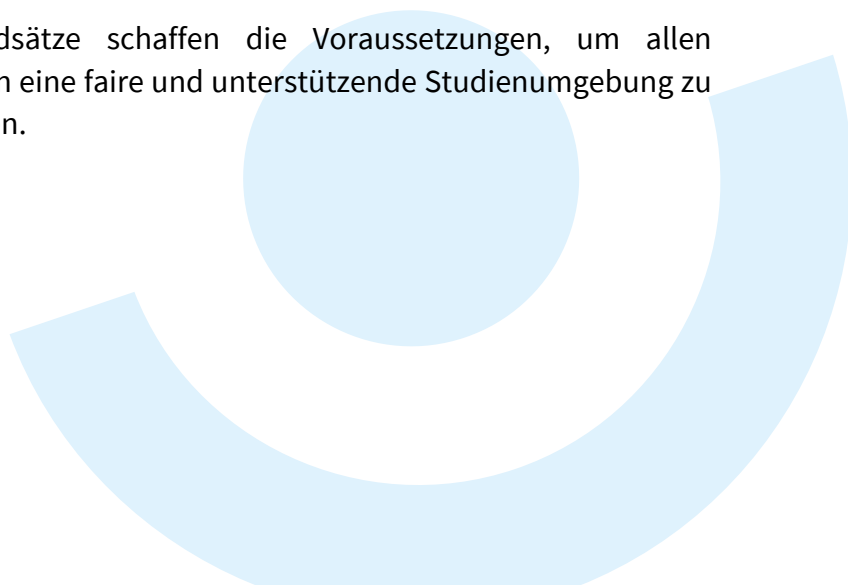 dsätze schaffen die Voraussetzungen, um allen
n eine faire und unterstützende Studienumgebung zu
n.